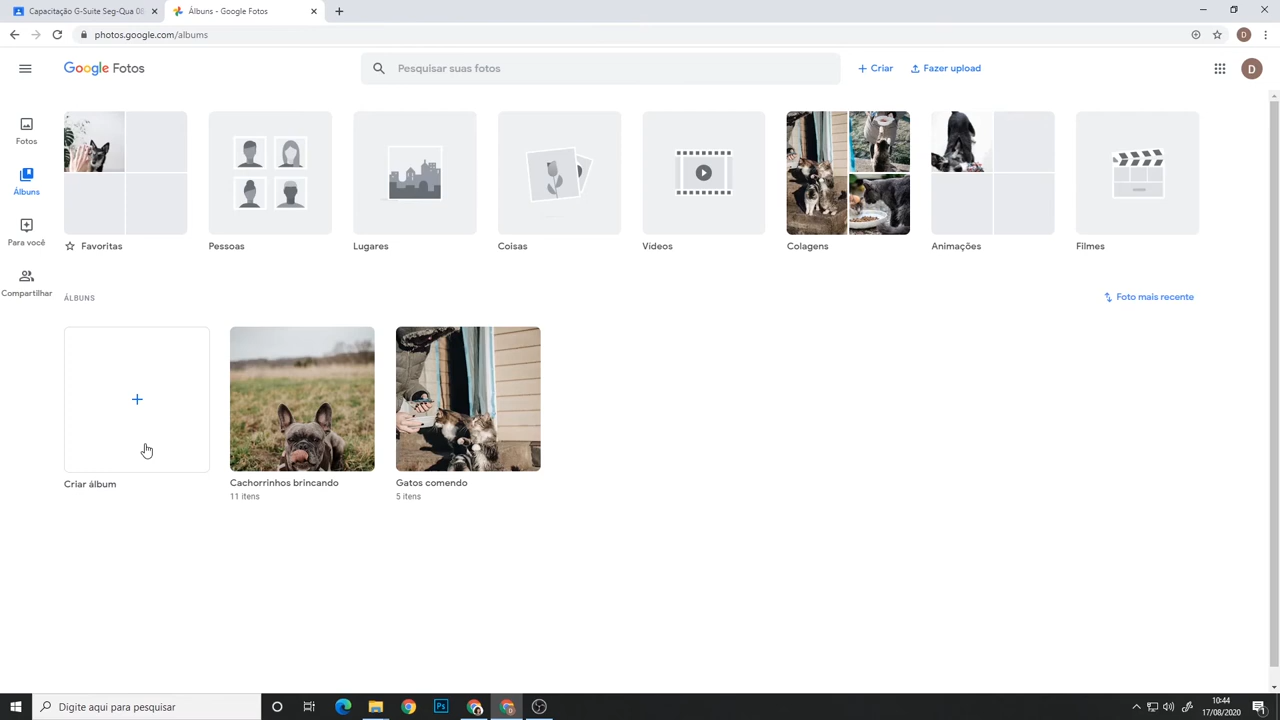 Capacitação G-Suite Seg-Qua 08
Álbuns - Google Fotos
photos.google.com/albums
D
Google Fotos
Pesquisar suas fotos
Criar
Fazer upload
D
Fotos
Álbuns
Para você
Compartilhar
Favoritas
Pessoas
Lugares
Coisas
Vídeos
Colagens
Animações
Filmes
ÁLBUNS
Foto mais recente
Criar álbum
Cachorrinhos brincando
11 itens
Gatos comendo
5 itens
Digite aqui para pesquisar
Ps
D
10:44
17/08/2020
1